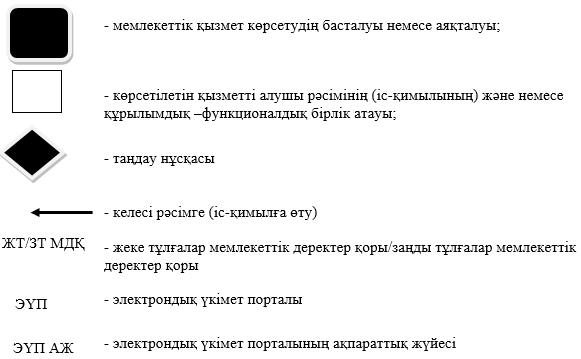 - мемлекеттік қызмет көрсетудің басталуы немесе аяқталуы;
- көрсетілетін қызметті алушы рәсімінің (іс-қимылының) және немесе
құрылымдық –функционалдық бірлік атауы;
- таңдау нұсқасы
- келесі рәсімге (іс-қимылға өту)
ЖТ/ЗТ МДҚ - жеке тұлғалар мемлекеттік деректер қоры/заңды тұлғалар мемлекеттік
деректер қоры
ЭҮП - электрондық үкімет порталы
ЭҮП АЖ - электрондық үкімет порталының ақпараттық жүйесі